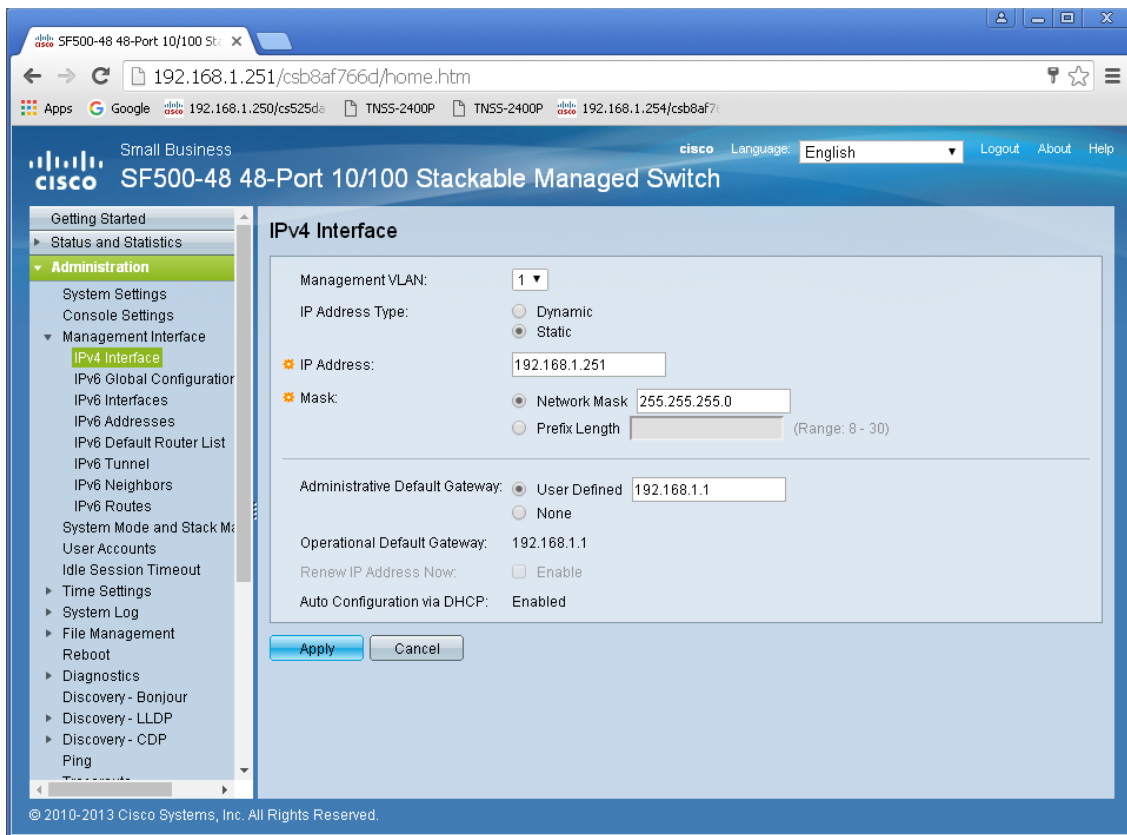 SF500-48 48-Port 10/100 Sta
192.168.1.251/csb8af766d/home.htm
Apps Google 192.168.1.250/cs525da TNSS-2400P TNSS-2400P 192.168.1.254/csb8af7
Small Business
cisco Language: English Logout About Help
CISCO SF500-48 48-Port 10/100 Stackable Managed Switch
Getting Started
Status and Statistics
Administration
System Settings
Console Settings
Management Interface
IPv4 Interface
IPv6 Global Configuration
IPv6 Interfaces
IPv6 Addresses
IPv6 Default Router List
IPv6 Tunnel
IPv6 Neighbors
IPv6 Routes
System Mode and Stack Ma
User Accounts
Idle Session Timeout
Time Settings
System Log
File Management
Reboot
Diagnostics
Discovery - Bonjour
Discovery - LLDP
Discovery - CDP
Ping
IPv4 Interface
Management VLAN: 1
IP Address Type: Dynamic
Static
IP Address: 192.168.1.251
Mask: Network Mask 255.255.255.0
Prefix Length (Range: 8 - 30)
Administrative Default Gateway: User Defined 192.168.1.1
None
Operational Default Gateway: 192.168.1.1
Renew IP Address Now: Enable
Auto Configuration via DHCP: Enabled
Apply Cancel
© 2010-2013 Cisco Systems, Inc. All Rights Reserved.